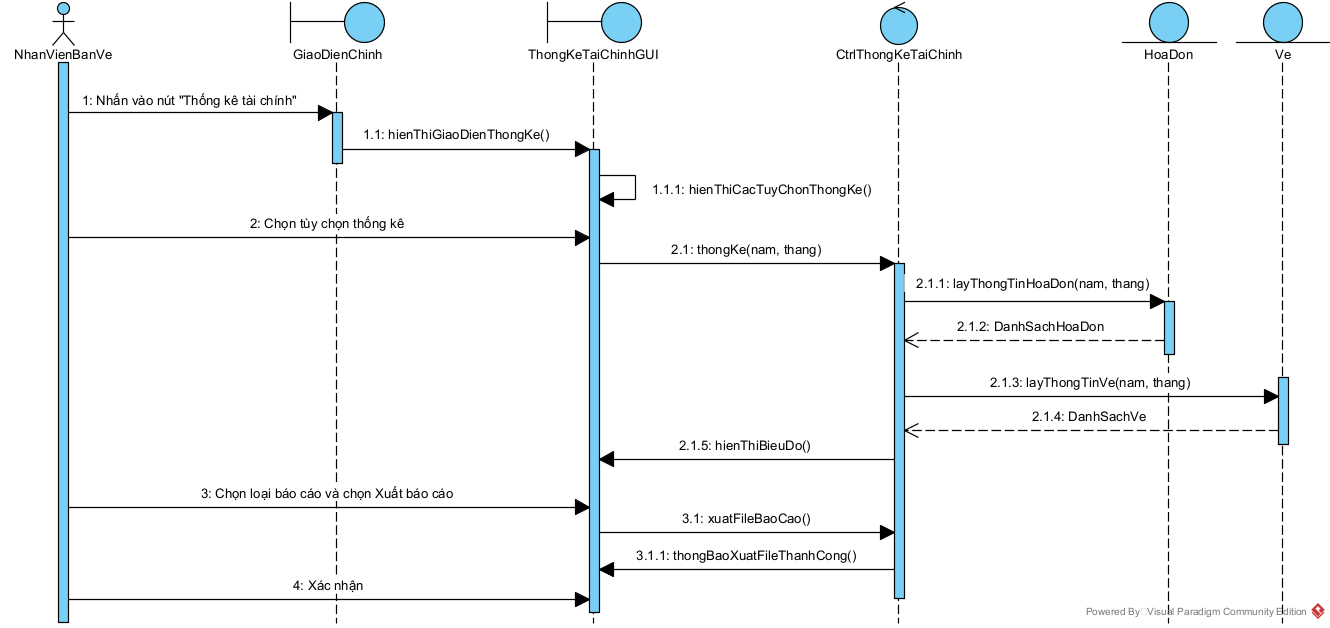 NhanVienBanVe
GiaoDienChinh
ThongKeTaiChinhGUI
CtrlThongKeTaiChinh
HoaDon
Ve
1: Nhấn vào nút "Thống kê tài chính"
1.1: hienThiGiaoDienThongKe()
1.1.1: hienThiCacTuyChonThongKe()
2: Chọn tùy chọn thống kê
2.1: thongKe(nam, thang)
2.1.1: layThongTinHoaDon(nam, thang)
2.1.2: DanhSachHoaDon
2.1.3: layThongTinVe(nam, thang)
2.1.4: DanhSachVe
2.1.5: hienThiBieuDo()
3: Chọn loại báo cáo và chọn Xuất báo cáo
3.1: xuatFileBaoCao()
3.1.1: thongBaoXuatFileThanhCong()
4: Xác nhận
Powered By Visual Paradigm Community Edition